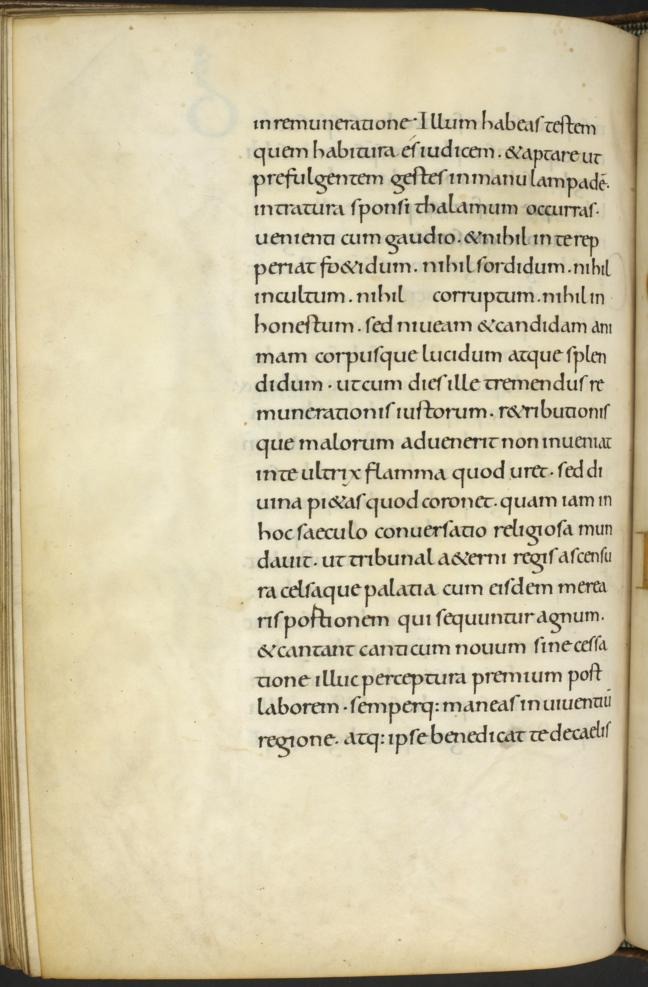 in remuneratione· Illum habeas testem
quem habitura es iudicem. &aptare ut
prefulgentem gestes in manu lampadē.
intratura sponsi thalamum occurras.
uenienti cum gaudio. &nihil in te rep
periat fo&idum. nihil sordidum. nihil
incultum. nihil corruptum. nihil in
honestum. sed niueam &candidam ani
mam corpusque lucidum atque splen
didum. ut cum dies ille tremendus re
munerationis iustorum. r&ributionis
que malorum aduenerit non inueniat
in te ultrix flamma quod uret. sed di
uina pi&as quod coronet. quam iam in
hoc saeculo conuersatio religiosa mun
dauit. ut tribunal a&erni regis ascensu
ra celsaque palatia cum eisdem merea
ris postionem qui sequuntur agnum.
&cantant canticum nouum sine cessa
tione illuc perceptura premium post
laborem. semperq: maneas in uiuentiū
regione. atq: ipse benedicat te de caelis